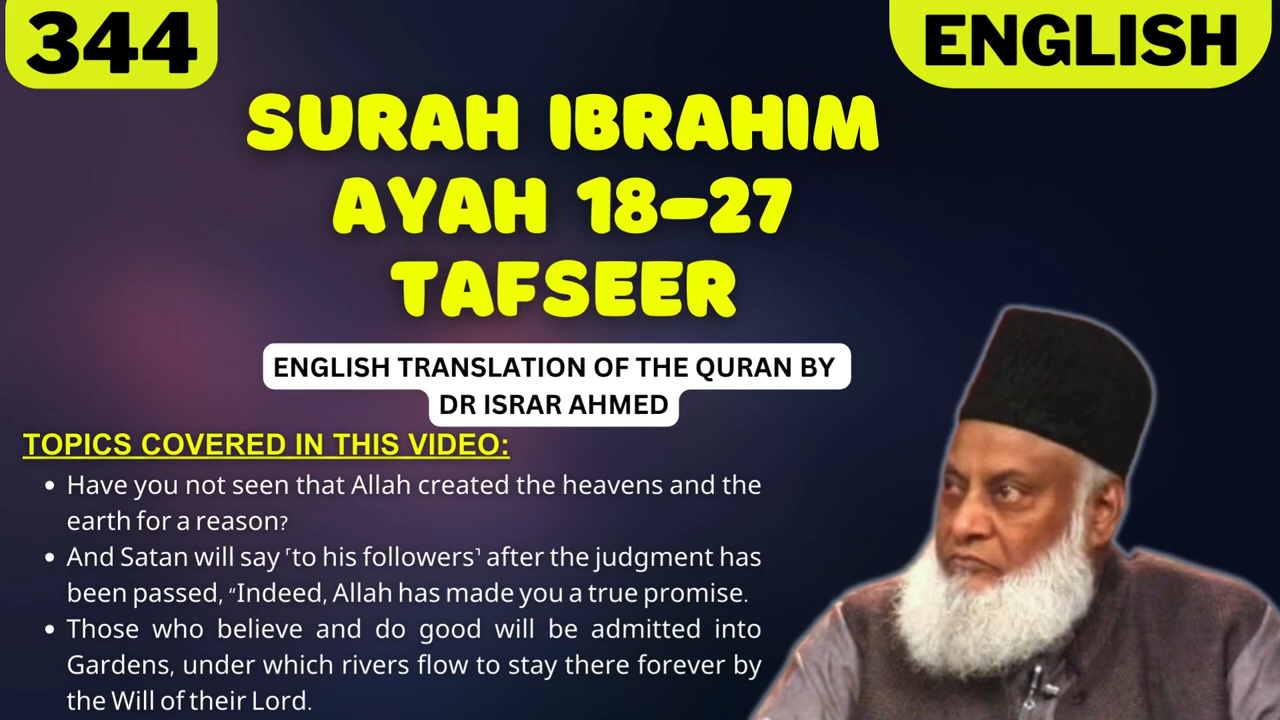 344
ENGLISH
SURAH IBRAHIM
AYAH 18-27
TAFSEER
ENGLISH TRANSLATION OF THE QURAN BY
DR ISRAR AHMED
TOPICS COVERED IN THIS VIDEO:
• Have you not seen that Allah created the heavens and the
earth for a reason?
• And Satan will say ˹to his followers˺ after the judgment has
been passed, “Indeed, Allah has made you a true promise.
• Those who believe and do good will be admitted into
Gardens, under which rivers flow to stay there forever by
the Will of their Lord.